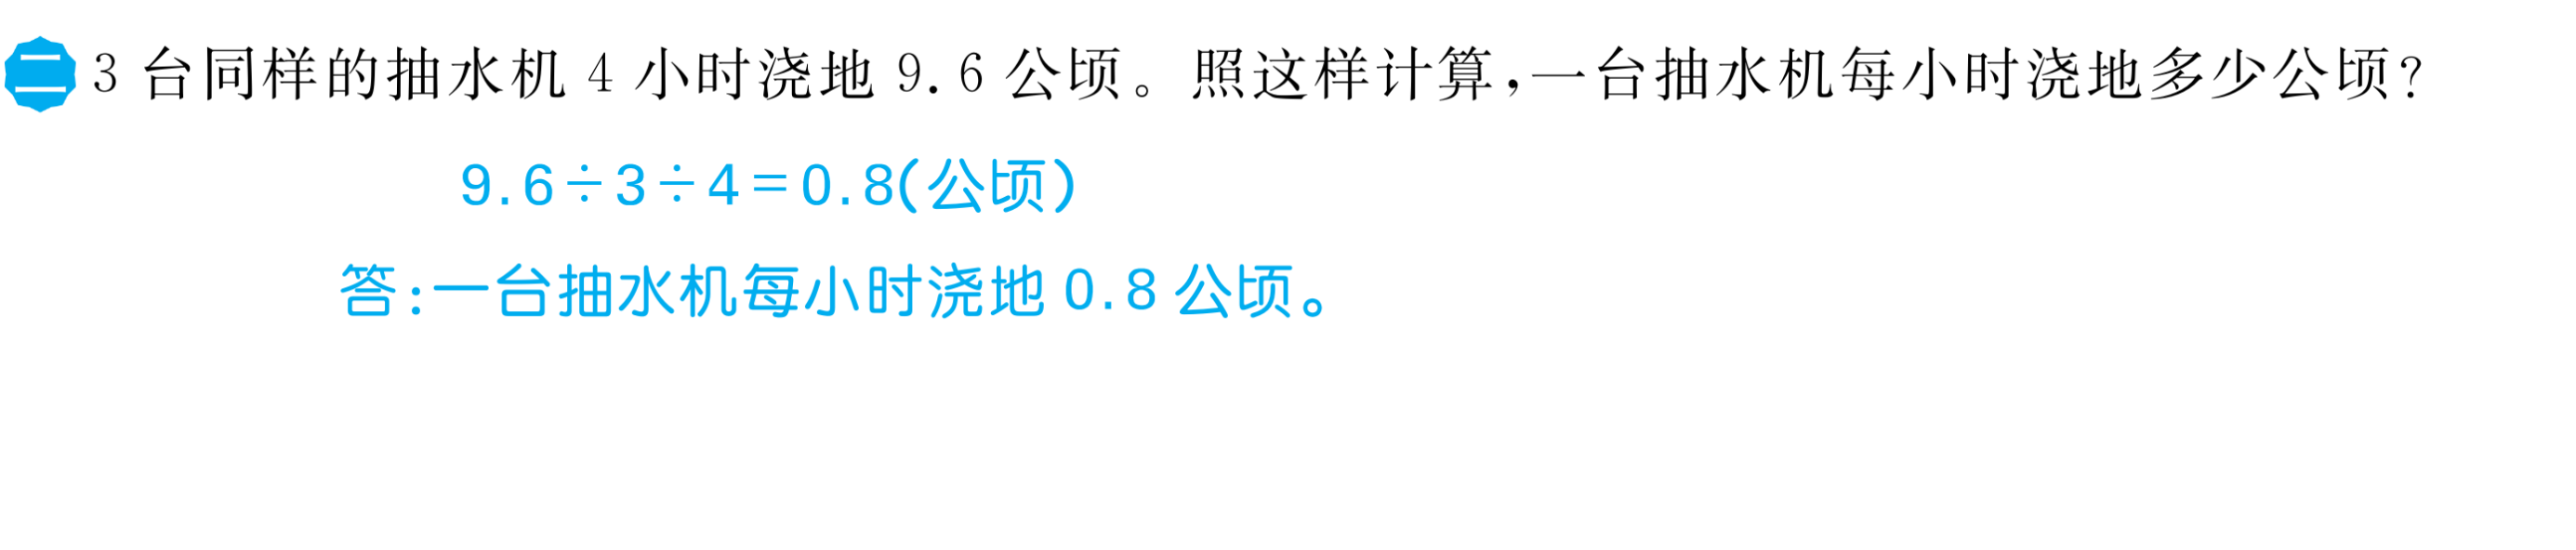 二 3 台同样的抽水机 4 小时浇地 9.6 公顷。照这样计算,一台抽水机每小时浇地多少公顷?
9.6÷3÷4=0.8(公顷)
答:一台抽水机每小时浇地 0.8 公顷。